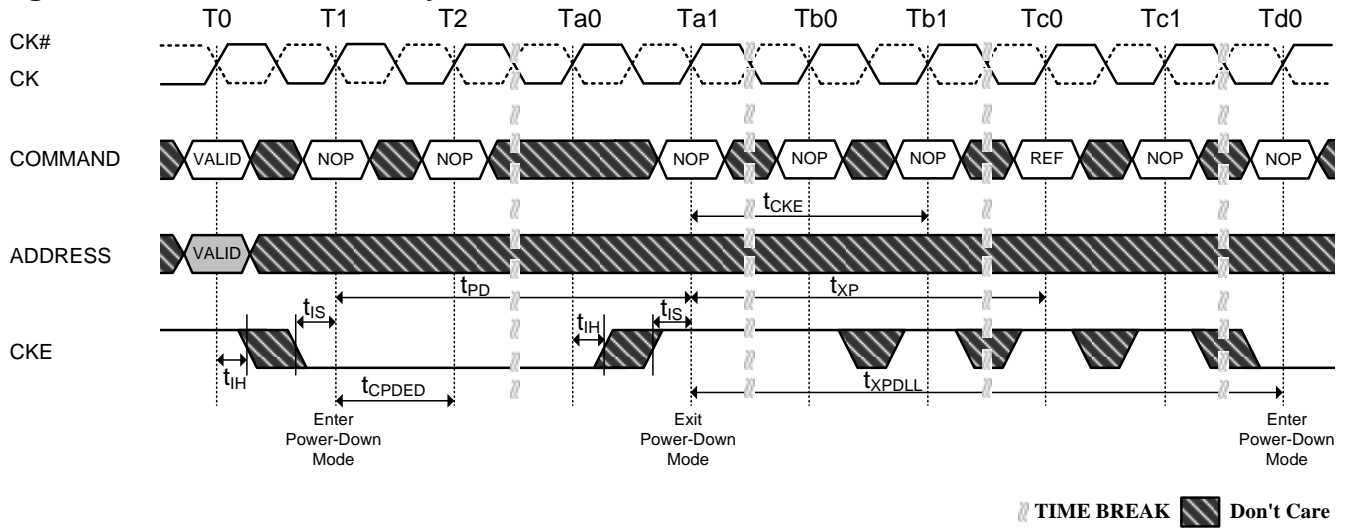 T0 T1 T2 Ta0 Ta1 Tb0 Tb1 Tc0 Tc1 Td0
CK#
CK
COMMAND VALID NOP NOP NOP NOP NOP REF NOP NOP
tCKE
ADDRESS VALID
tPD tXP
tIS tIH tIS
CKE
tIH tCPDED tXPDLL
Enter
Power-Down
Mode
Exit
Power-Down
Mode
Enter
Power-Down
Mode
TIME BREAK Don't Care